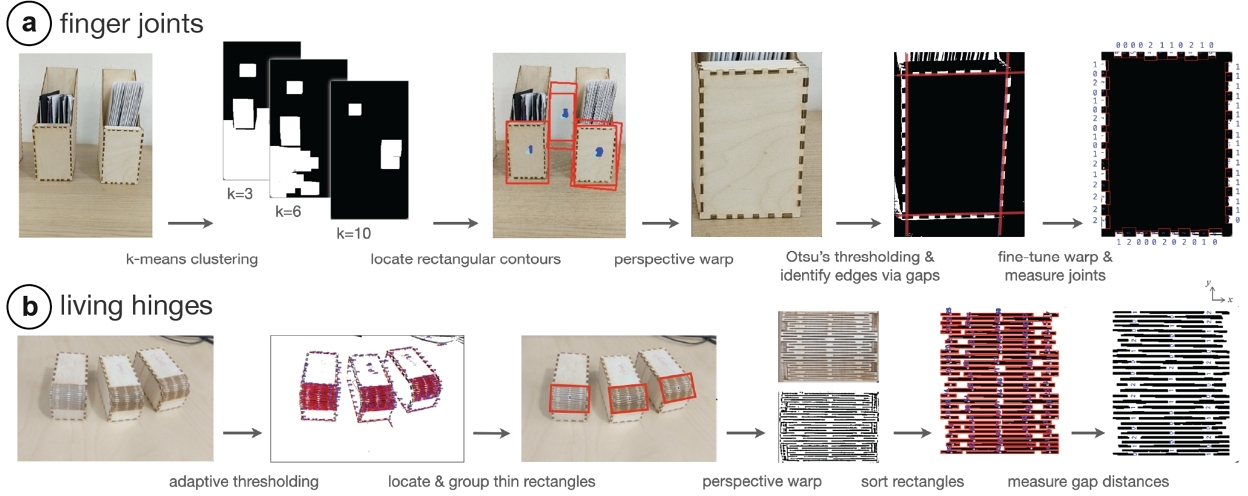 a finger joints
k=3
k=6
k=10
k-means clustering
locate rectangular contours
perspective warp
Otsu's thresholding &
identify edges via gaps
fine-tune warp &
measure joints
0 0 0 0 2 1 1 0 2 1 0
1 2 0 0 0 2 0 2 0 1 0
b living hinges
y
x
adaptive thresholding
locate & group thin rectangles
perspective warp
sort rectangles
measure gap distances